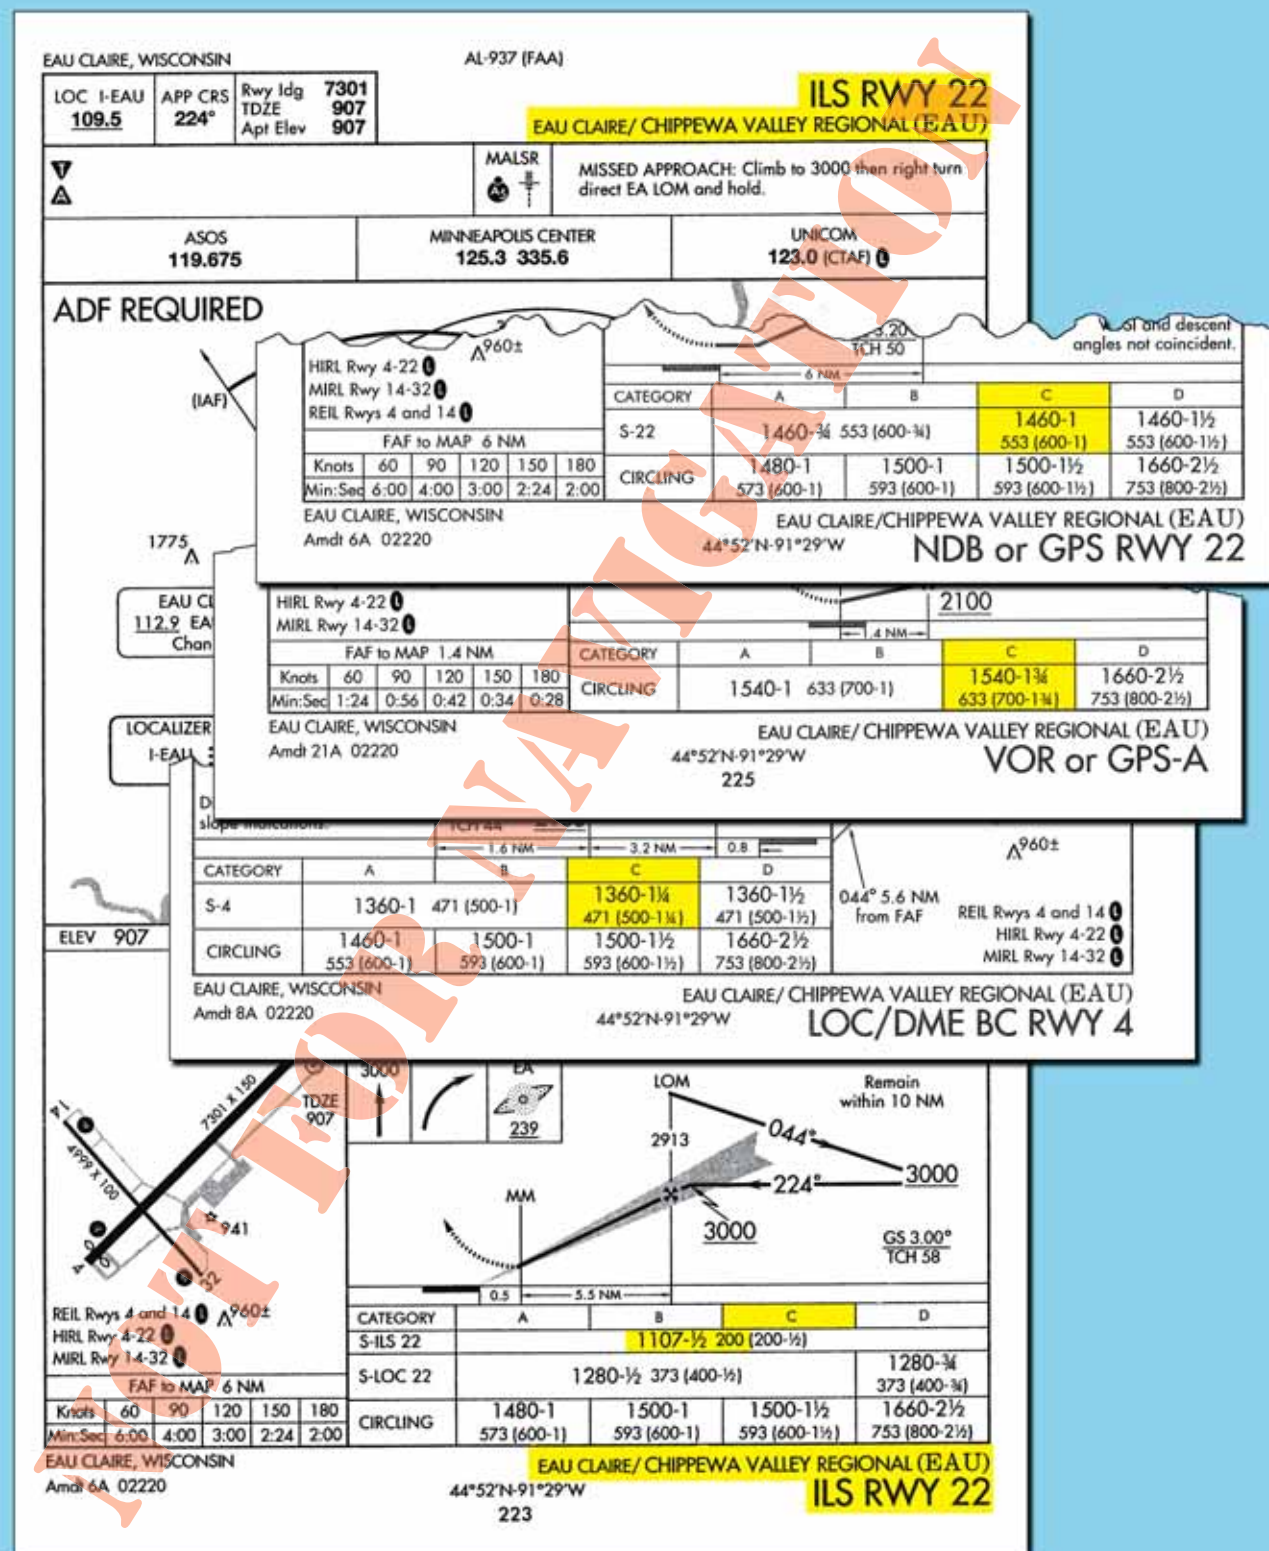 EAU CLAIRE, WISCONSIN
AL-937 (FAA)
LOC I-EAU
109.5
APP CRS
224°
Rwy ldg 7301
TDZE 907
Apt Elev 907
ILS RWY 22
EAU CLAIRE/ CHIPPEWA VALLEY REGIONAL (EAU)
T
A
MALSR
MISSED APPROACH: Climb to 3000 then right turn
direct EA LOM and hold.
ASOS
119.675
MINNEAPOLIS CENTER
125.3 335.6
UNICOM
123.0 (CTAF) L
ADF REQUIRED
(IAF)
HIRL Rwy 4-22 L
MIRL Rwy 14-32 L
REIL Rwys 4 and 14 L
960±
3.20
TCH 50
and descent
angles not coincident.
6 NM
CATEGORY A B C D
S-22 1460-¾ 553 (600-¾) 1460-1 553 (600-1) 1460-1½ 553 (600-1½)
CIRCLING 1480-1 573 (600-1) 1500-1 593 (600-1) 1500-1½ 593 (600-1½) 1660-2½ 753 (800-2½)
FAF to MAP 6 NM
Knots 60 90 120 150 180
Min:Sec 6:00 4:00 3:00 2:24 2:00
EAU CLAIRE, WISCONSIN
Amdt 6A 02220
44°52'N-91°29'W
EAU CLAIRE/CHIPPEWA VALLEY REGIONAL (EAU)
NDB or GPS RWY 22
1775
EAU CL
112.9 EA
Chan
HIRL Rwy 4-22 L
MIRL Rwy 14-32 L
2100
1.4 NM
FAF to MAP 1.4 NM
Knots 60 90 120 150 180
Min:Sec 1:24 0:56 0:42 0:34 0:28
CATEGORY A B C D
CIRCLING 1540-1 633 (700-1) 1540-1¾ 633 (700-1¾) 1660-2½ 753 (800-2½)
EAU CLAIRE, WISCONSIN
Amdt 21A 02220
44°52'N-91°29'W
225
EAU CLAIRE/ CHIPPEWA VALLEY REGIONAL (EAU)
VOR or GPS-A
LOCALIZER
I-EAU
slope indications.
TCH 44
1.6 NM 3.2 NM 0.8
CATEGORY A B C D
S-4 1360-1 471 (500-1) 1360-1¼ 471 (500-1¼) 1360-1½ 471 (500-1½)
CIRCLING 1460-1 553 (600-1) 1500-1 593 (600-1) 1500-1½ 593 (600-1½) 1660-2½ 753 (800-2½)
044° 5.6 NM
from FAF
960±
REIL Rwys 4 and 14 L
HIRL Rwy 4-22 L
MIRL Rwy 14-32 L
EAU CLAIRE, WISCONSIN
Amdt 8A 02220
44°52'N-91°29'W
EAU CLAIRE/ CHIPPEWA VALLEY REGIONAL (EAU)
LOC/DME BC RWY 4
ELEV 907
7301 X 150
TDZE
907
14
4999 X 100
941
4
32
3000
EA
239
LOM
Remain
within 10 NM
2913
044°
3000
224°
MM
3000
GS 3.00°
TCH 58
0.5 5.5 NM
REIL Rwys 4 and 14 L
960±
HIRL Rwy 4-22 L
MIRL Rwy 14-32 L
FAF to MAP 6 NM
Knots 60 90 120 150 180
Min:Sec 6:00 4:00 3:00 2:24 2:00
CATEGORY A B C D
S-ILS 22 1107-½ 200 (200-½)
S-LOC 22 1280-½ 373 (400-½) 1280-¾ 373 (400-¾)
CIRCLING 1480-1 573 (600-1) 1500-1 593 (600-1) 1500-1½ 593 (600-1½) 1660-2½ 753 (800-2½)
EAU CLAIRE, WISCONSIN
Amdt 6A 02220
44°52'N-91°29'W
223
EAU CLAIRE/ CHIPPEWA VALLEY REGIONAL (EAU)
ILS RWY 22
NOT FOR NAVIGATION